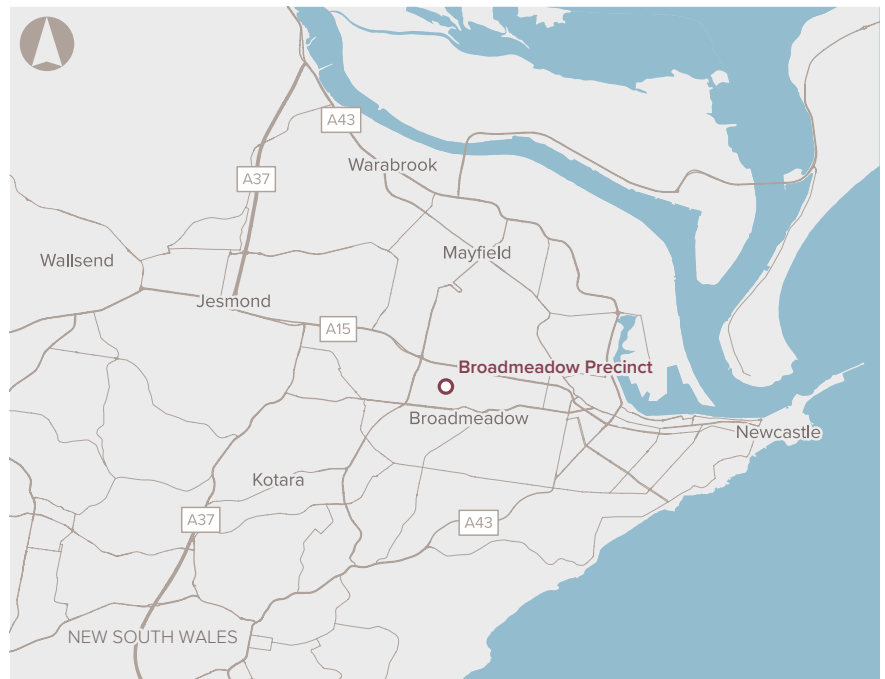 A43
Warabrook
A37
Mayfield
Wallsend
Jesmond
A15
Broadmeadow Precinct
Broadmeadow
Newcastle
Kotara
A37
A43
NEW SOUTH WALES